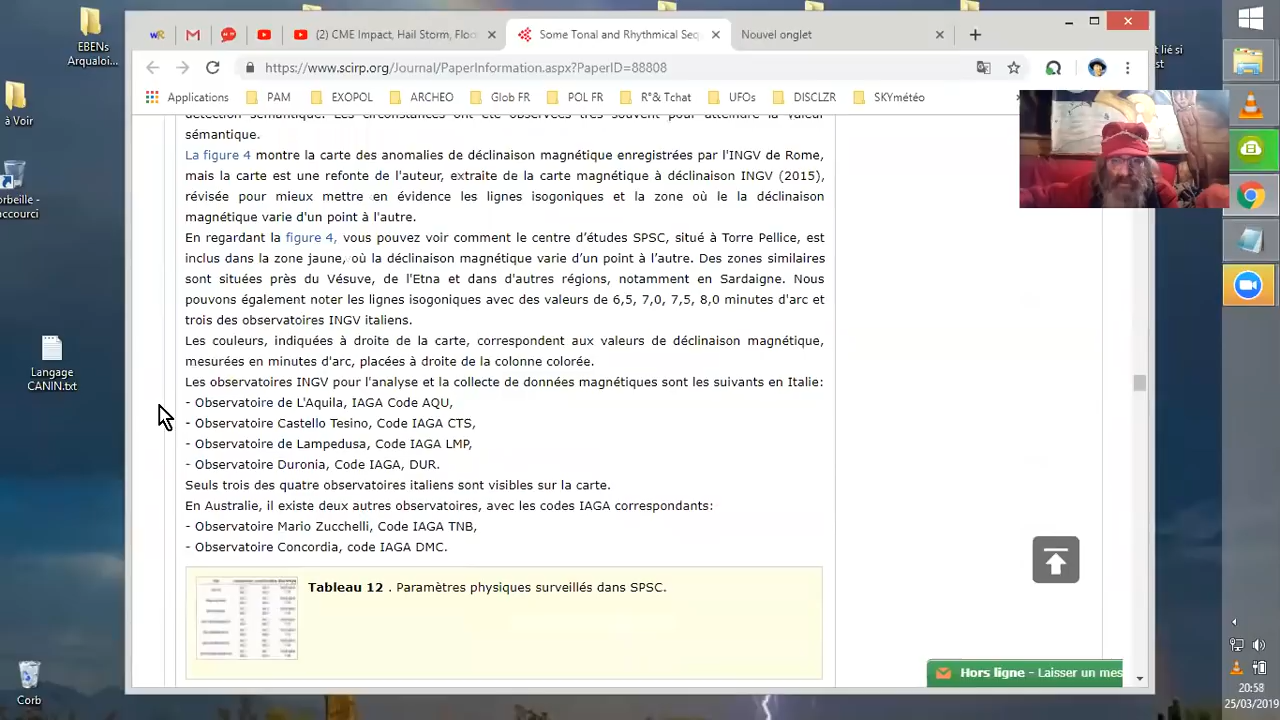 EBENs
Arqualoi...
à Voir
orbeille -
accourci
Langage
CANIN.txt
Corb
(2) CME Impact, Hail Storm, Floo
Some Tonal and Rhythmical Seq
Nouvel onglet
https://www.scirp.org/Journal/PaperInformation.aspx?PaperID=88808
Applications PAM EXOPOL ARCHEO Glob FR POL FR R°& Tchat UFOs DISCLZR SKYmétéo
sémantique.
La figure 4 montre la carte des anomalies de déclinaison magnétique enregistrées par l'INGV de Rome,
mais la carte est une refonte de l'auteur, extraite de la carte magnétique à déclinaison INGV (2015),
révisée pour mieux mettre en évidence les lignes isogoniques et la zone où le la déclinaison
magnétique varie d'un point à l'autre.
En regardant la figure 4, vous pouvez voir comment le centre d'études SPSC, situé à Torre Pellice, est
inclus dans la zone jaune, où la déclinaison magnétique varie d'un point à l'autre. Des zones similaires
sont situées près du Vésuve, de l'Etna et dans d'autres régions, notamment en Sardaigne. Nous
pouvons également noter les lignes isogoniques avec des valeurs de 6,5, 7,0, 7,5, 8,0 minutes d'arc et
trois des observatoires INGV italiens.
Les couleurs, indiquées à droite de la carte, correspondent aux valeurs de déclinaison magnétique,
mesurées en minutes d'arc, placées à droite de la colonne colorée.
Les observatoires INGV pour l'analyse et la collecte de données magnétiques sont les suivants en Italie:
- Observatoire de L'Aquila, IAGA Code AQU,
- Observatoire Castello Tesino, Code IAGA CTS,
- Observatoire de Lampedusa, Code IAGA LMP,
- Observatoire Duronia, Code IAGA, DUR.
Seuls trois des quatre observatoires italiens sont visibles sur la carte.
En Australie, il existe deux autres observatoires, avec les codes IAGA correspondants:
- Observatoire Mario Zucchelli, Code IAGA TNB,
- Observatoire Concordia, code IAGA DMC.
Tableau 12 . Paramètres physiques surveillés dans SPSC.
Hors ligne – Laisser un mes
lié si
st
20:58
25/03/2019